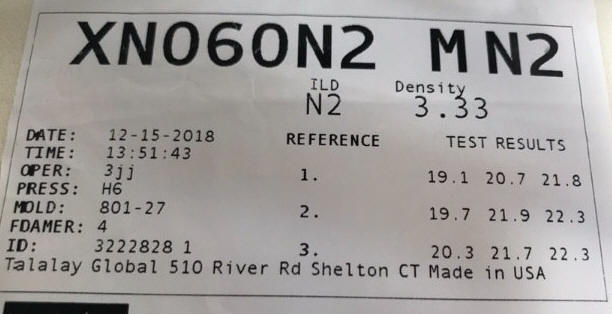 XNO60N2 M N2
ILD Density
N2 3.33
DATE: 12-15-2018 REFERENCE TEST RESULTS
TIME: 13:51:43
OPER: 3jj 1. 19.1 20.7 21.8
PRESS: H6
MOLD: 801-27 2. 19.7 21.9 22.3
FOAMER: 4
ID: 3222828 1 3. 20.3 21.7 22.3
Talalay Global 510 River Rd Shelton CT Made in USA